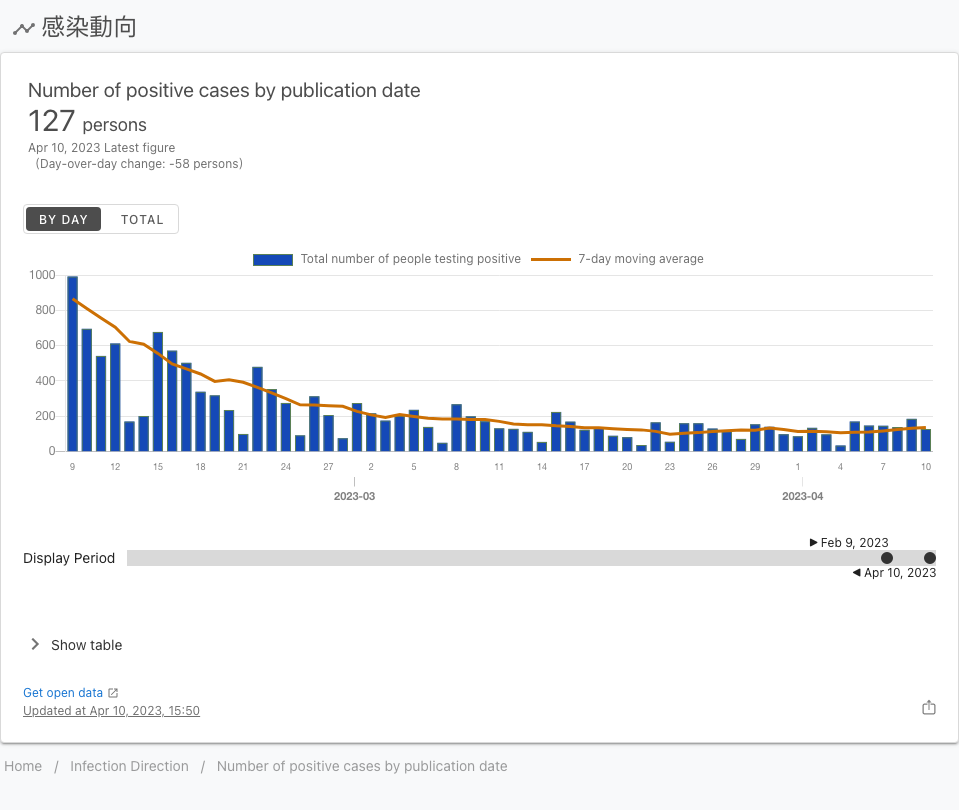 感染動向
Number of positive cases by publication date
127 persons
Apr 10, 2023 Latest figure
(Day-over-day change: -58 persons)
BY DAY TOTAL
Total number of people testing positive 7-day moving average
1000
800
600
400
200
0
9 12 15 18 21 24 27 2 5 8 11 14 17 20 23 26 29 1 4 7 10
2023-03 2023-04
Feb 9, 2023
Display Period
Apr 10, 2023
Show table
Get open data
Updated at Apr 10, 2023, 15:50
Home / Infection Direction / Number of positive cases by publication date